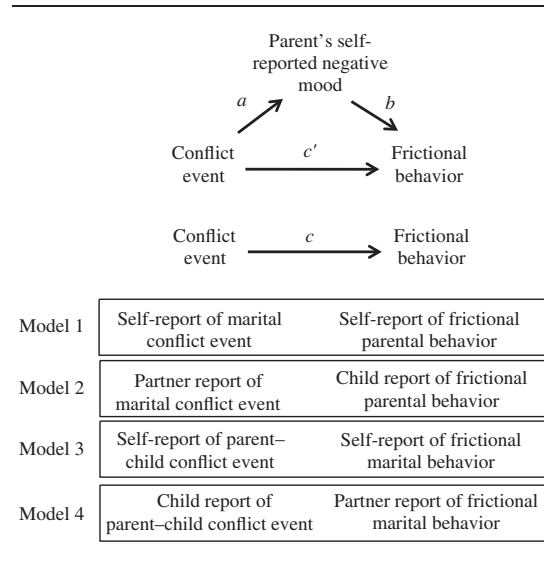 Parent's self-
reported negative
mood
a
b
Conflict
event
c′
Frictional
behavior
Conflict
event
c
Frictional
behavior
Model 1
Self-report of marital
conflict event
Self-report of frictional
parental behavior
Model 2
Partner report of
marital conflict event
Child report of frictional
parental behavior
Model 3
Self-report of parent–
child conflict event
Self-report of frictional
marital behavior
Model 4
Child report of
parent–child conflict event
Partner report of frictional
marital behavior